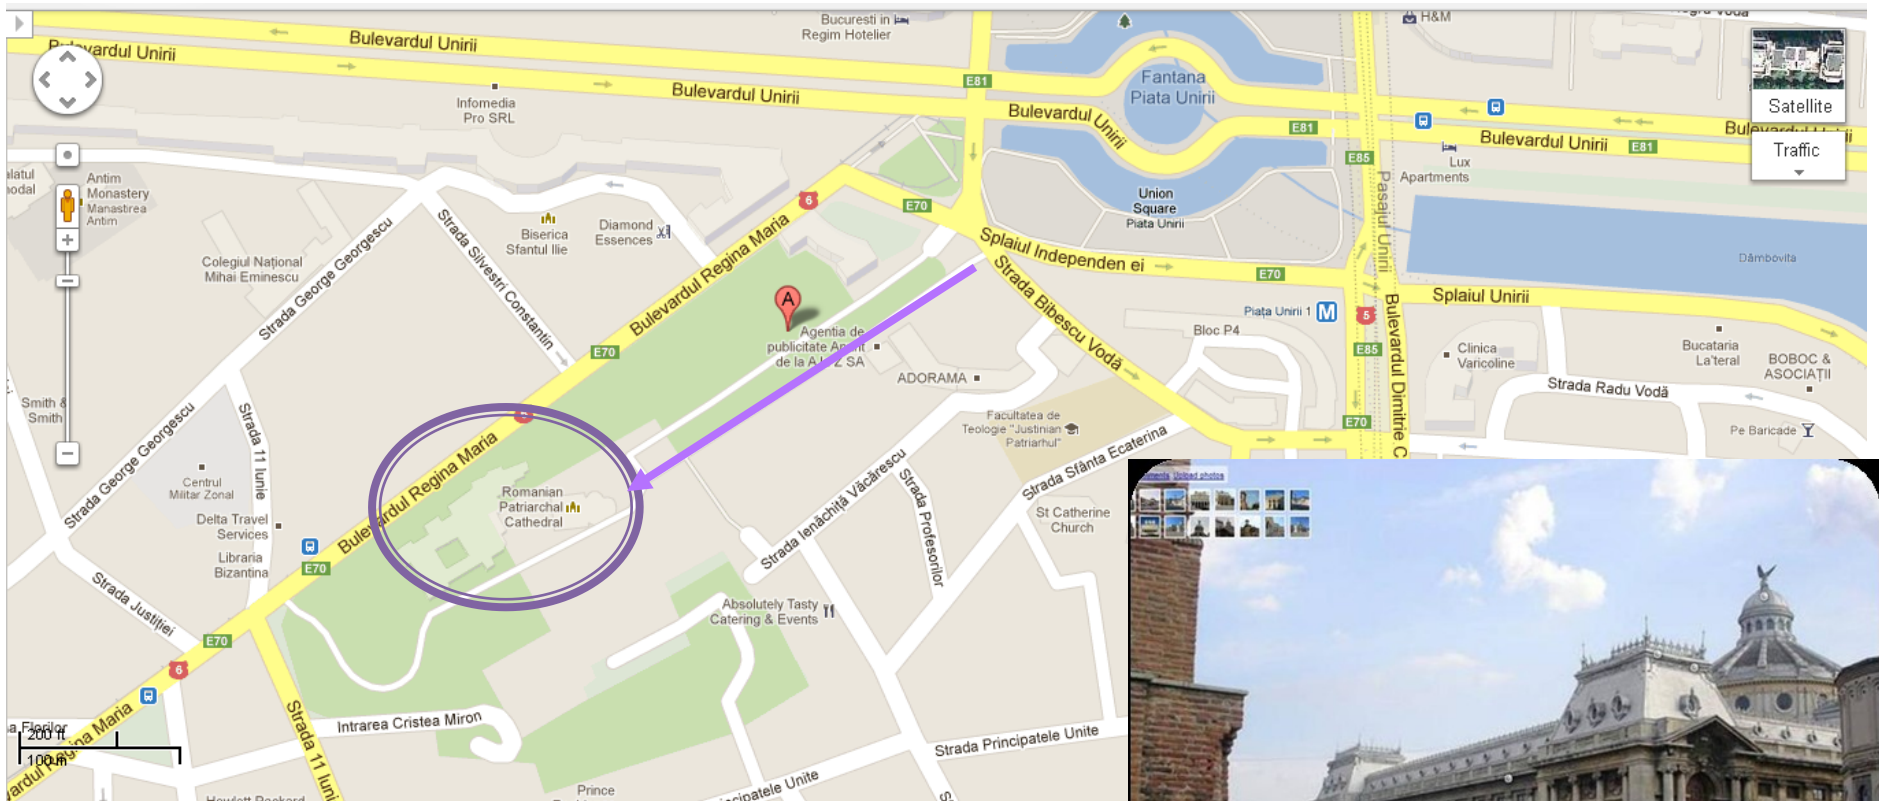 Bucuresti in
Regim Hotelier
H&M
Bulevardul Unirii
Bulevardul Unirii
E81
Fantana
Piata Unirii
Satellite
Infomedia
Pro SRL
Bulevardul Unirii
Bulevardul Unirii
E81
Bulevardul Unirii
E81
Traffic
E85
Lux
Apartments
Pasajul Unirii
Antim
Monastery
Manastirea
Antim
6
E70
Union
Square
Piata Unirii
Biserica
Sfantul Ilie
Diamond
Essences
Strada George Georgescu
Strada Silvestri Constantin
Bulevardul Regina Maria
Splaiul Independen ei
E70
Dâmbovita
Colegiul Național
Mihai Eminescu
Strada Bibescu Vodă
Splaiul Unirii
A
Piața Unirii 1
M
5
Bloc P4
Agentia de
publicitate
de la
SA
E70
E85
Clinica
Varicoline
Bucataria
La'teral
BOBOC &
ASOCIAȚII
ADORAMA
Strada Radu Vodă
Bulevardul Dimitrie C
Smith &
Smith
Strada George Georgescu
Strada 11 Iunie
Bulevardul Regina Maria
Facultatea de
Teologie "Justinian
Patriarhul"
E70
Pe Baricade
Strada Sfânta Ecaterina
Centrul
Militar Zonal
Romanian
Patriarchal
Cathedral
Strada Ienăchiță Văcărescu
Strada Profesorilor
St Catherine
Church
Upload photos
Delta Travel
Services
Libraria
Bizantina
E70
Strada Justiției
Absolutely Tasty
Catering & Events
E70
6
Strada 11 Iuni
Intrarea Cristea Miron
Strada Principatele Unite
200 ft
100 m
Prince